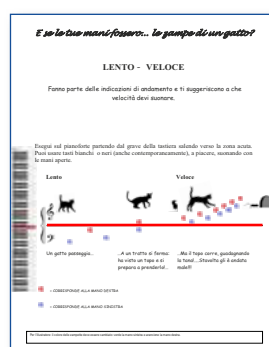 E se le tue mani fossero... le zampe di un gatto?
LENTO - VELOCE
Fanno parte delle indicazioni di andamento e ti suggeriscono a che
velocità devi suonare.
Esegui sul pianoforte partendo dal grave della tastiera salendo verso la zona acuta.
Puoi usare tasti bianchi o neri (anche contemporaneamente), a piacere, suonando con
le mani aperte.
Lento
Veloce
Un gatto passeggia...
...A un tratto si ferma:
ha visto un topo e si
prepara a prenderlo!...
...Ma il topo corre, guadagnando
la tana! ...Stavolta gli è andata
male!!!
= CORRISPONDE ALLA MANO DESTRA
= CORRISPONDE ALLA MANO SINISTRA